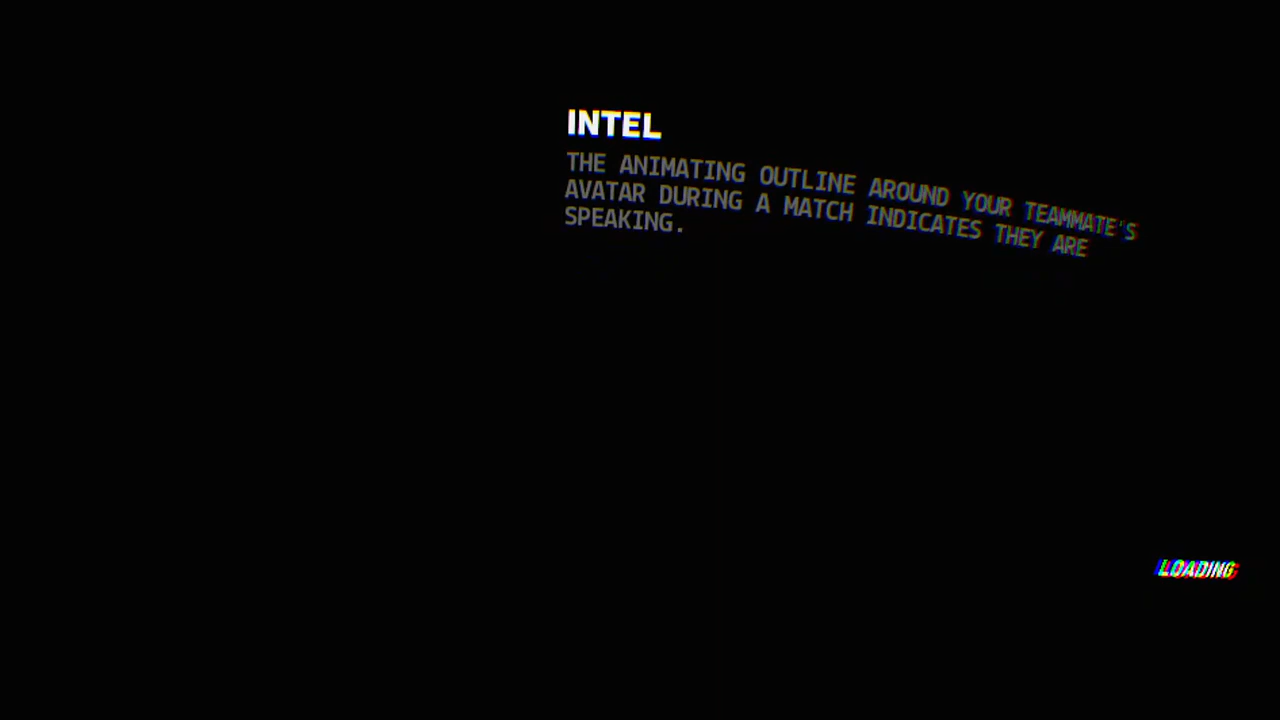 INTEL
THE ANIMATING OUTLINE AROUND YOUR TEAMMATE'S
AVATAR DURING A MATCH INDICATES THEY ARE
SPEAKING.
LOADING